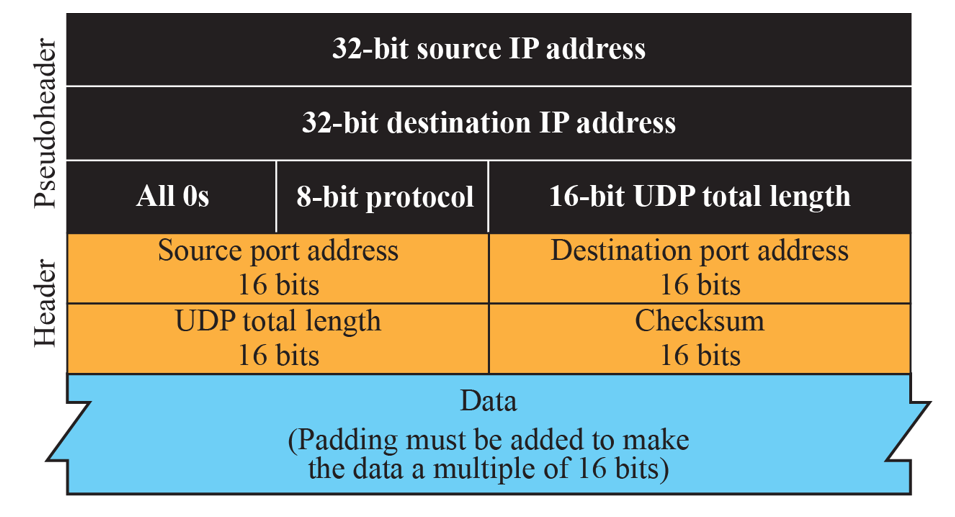 Pseudoheader
32-bit source IP address
32-bit destination IP address
All 0s
8-bit protocol
16-bit UDP total length
Header
Source port address
16 bits
Destination port address
16 bits
UDP total length
16 bits
Checksum
16 bits
Data
(Padding must be added to make
the data a multiple of 16 bits)